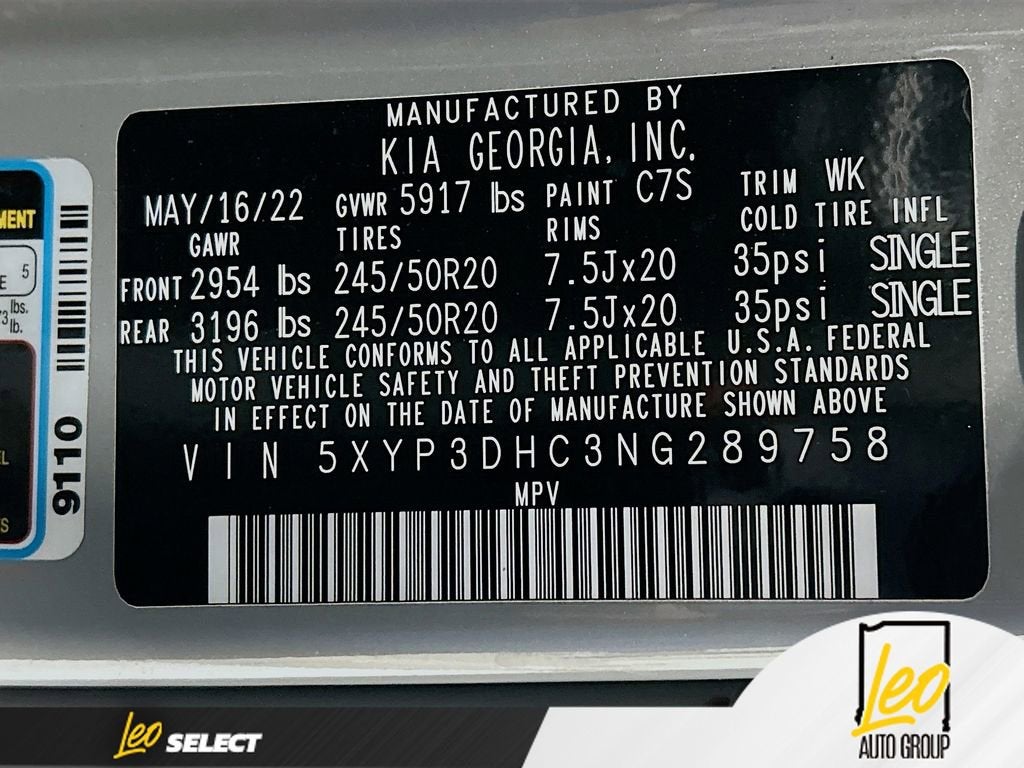 MANUFACTURED BY
KIA GEORGIA, INC.
MAY/16/22 GVWR 5917 lbs PAINT C7S TRIM WK
GAWR TIRES RIMS COLD TIRE INFL
FRONT 2954 lbs 245/50R20 7.5Jx20 35psi SINGLE
REAR 3196 lbs 245/50R20 7.5Jx20 35psi SINGLE
THIS VEHICLE CONFORMS TO ALL APPLICABLE U.S.A. FEDERAL
MOTOR VEHICLE SAFETY AND THEFT PREVENTION STANDARDS
IN EFFECT ON THE DATE OF MANUFACTURE SHOWN ABOVE
VIN 5XYP3DHC3NG289758
MPV
5
lbs.
lb.
9110
Leo SELECT
Leo
AUTO GROUP